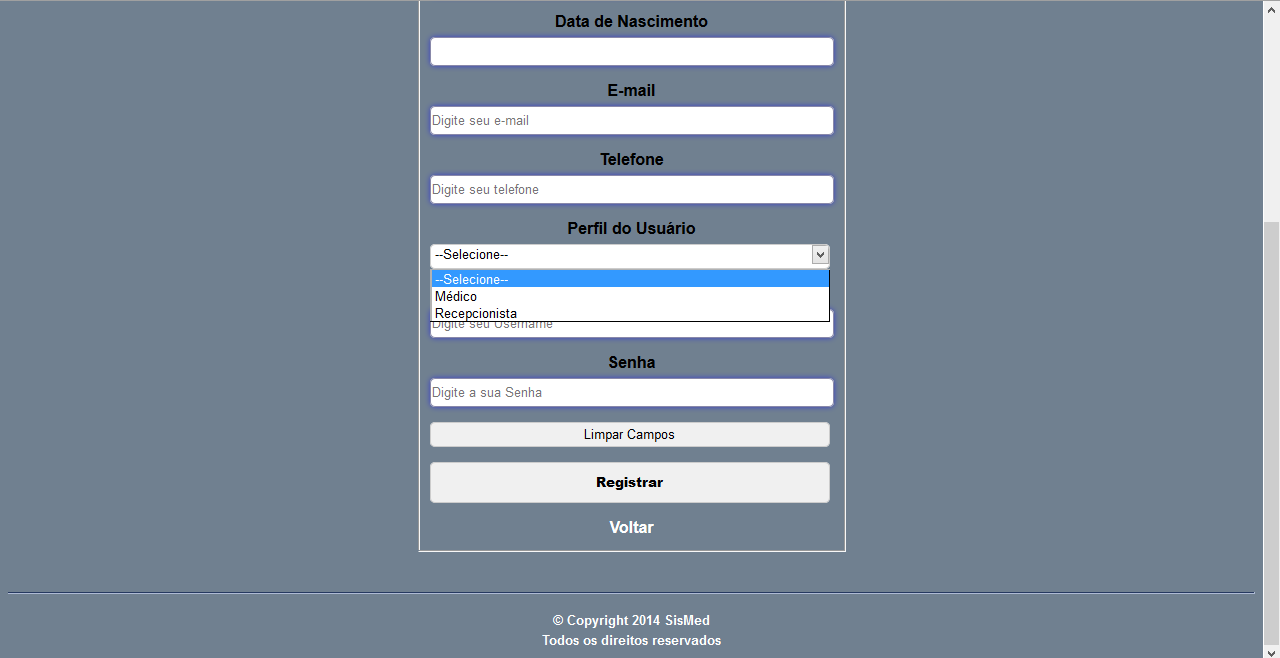 Data de Nascimento
E-mail
Digite seu e-mail
Telefone
Digite seu telefone
Perfil do Usuário
--Selecione--
--Selecione--
Médico
Recepcionista
Digite seu Username
Senha
Digite a sua Senha
Limpar Campos
Registrar
Voltar
© Copyright 2014 SisMed
Todos os direitos reservados